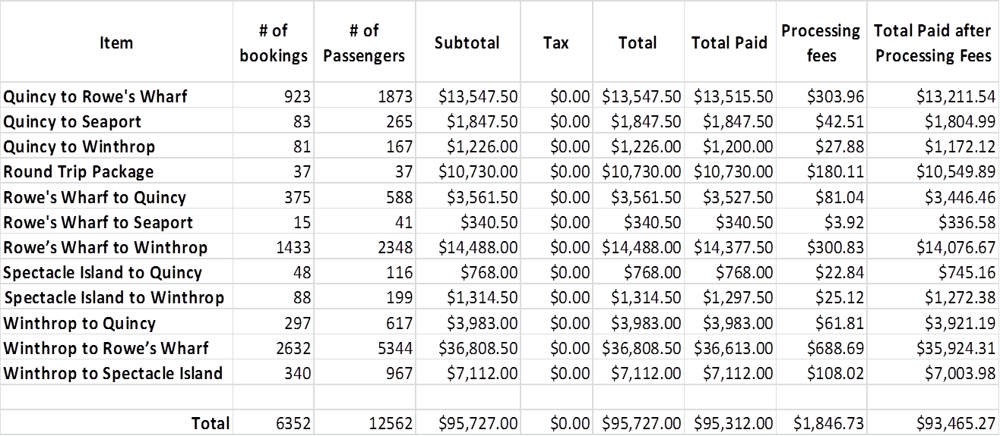 Item # of bookings # of Passengers Subtotal Tax Total Total Paid Processing fees Total Paid after Processing Fees
Quincy to Rowe's Wharf 923 1873 $13,547.50 $0.00 $13,547.50 $13,515.50 $303.96 $13,211.54
Quincy to Seaport 83 265 $1,847.50 $0.00 $1,847.50 $1,847.50 $42.51 $1,804.99
Quincy to Winthrop 81 167 $1,226.00 $0.00 $1,226.00 $1,200.00 $27.88 $1,172.12
Round Trip Package 37 37 $10,730.00 $0.00 $10,730.00 $10,730.00 $180.11 $10,549.89
Rowe's Wharf to Quincy 375 588 $3,561.50 $0.00 $3,561.50 $3,527.50 $81.04 $3,446.46
Rowe's Wharf to Seaport 15 41 $340.50 $0.00 $340.50 $340.50 $3.92 $336.58
Rowe’s Wharf to Winthrop 1433 2348 $14,488.00 $0.00 $14,488.00 $14,377.50 $300.83 $14,076.67
Spectacle Island to Quincy 48 116 $768.00 $0.00 $768.00 $768.00 $22.84 $745.16
Spectacle Island to Winthrop 88 199 $1,314.50 $0.00 $1,314.50 $1,297.50 $25.12 $1,272.38
Winthrop to Quincy 297 617 $3,983.00 $0.00 $3,983.00 $3,983.00 $61.81 $3,921.19
Winthrop to Rowe’s Wharf 2632 5344 $36,808.50 $0.00 $36,808.50 $36,613.00 $688.69 $35,924.31
Winthrop to Spectacle Island 340 967 $7,112.00 $0.00 $7,112.00 $7,112.00 $108.02 $7,003.98
Total 6352 12562 $95,727.00 $0.00 $95,727.00 $95,312.00 $1,846.73 $93,465.27